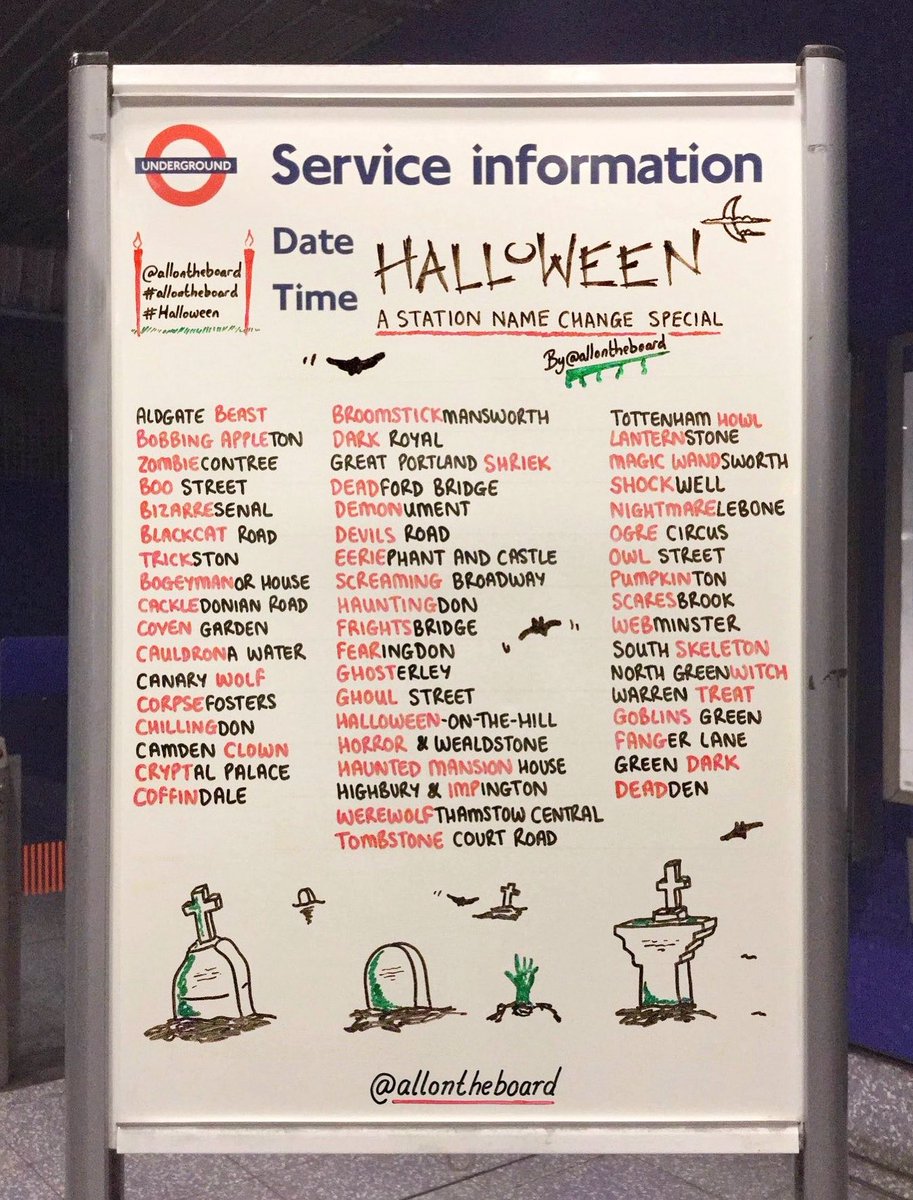 UNDERGROUND
Service information
Date
Time
HALLOWEEN
A STATION NAME CHANGE SPECIAL
By @allontheboard
@allontheboard
#allontheboard
#Halloween
ALDGATE BEAST
BOBBING APPLETON
ZOMBIECONTREE
BOO STREET
BIZARRESENAL
BLACKCAT ROAD
TRICKSTON
BOGEYMANOR HOUSE
CACKLEDONIAN ROAD
COVEN GARDEN
CAULDRONA WATER
CANARY WOLF
CORPSEFOSTERS
CHILLINGDON
CAMDEN CLOWN
CRYPTAL PALACE
COFFINDALE
BROOMSTICKMANSWORTH
DARK ROYAL
GREAT PORTLAND SHRIEK
DEADFORD BRIDGE
DEMONUMENT
DEVILS ROAD
EERIEPHANT AND CASTLE
SCREAMING BROADWAY
HAUNTINGDON
FRIGHTSBRIDGE
FEARINGDON
GHOSTERLEY
GHOUL STREET
HALLOWEEN-ON-THE-HILL
HORROR & WEALDSTONE
HAUNTED MANSION HOUSE
HIGHBURY & IMPINGTON
WEREWOLFTHAMSTOW CENTRAL
TOMBSTONE COURT ROAD
TOTTENHAM HOWL
LANTERNSTONE
MAGIC WANDSWORTH
SHOCKWELL
NIGHTMARELEBONE
OGRE CIRCUS
OWL STREET
PUMPKINTON
SCARESBROOK
WEBMINSTER
SOUTH SKELETON
NORTH GREENWITCH
WARREN TREAT
GOBLINS GREEN
FANGER LANE
GREEN DARK
DEADDEN
@allontheboard